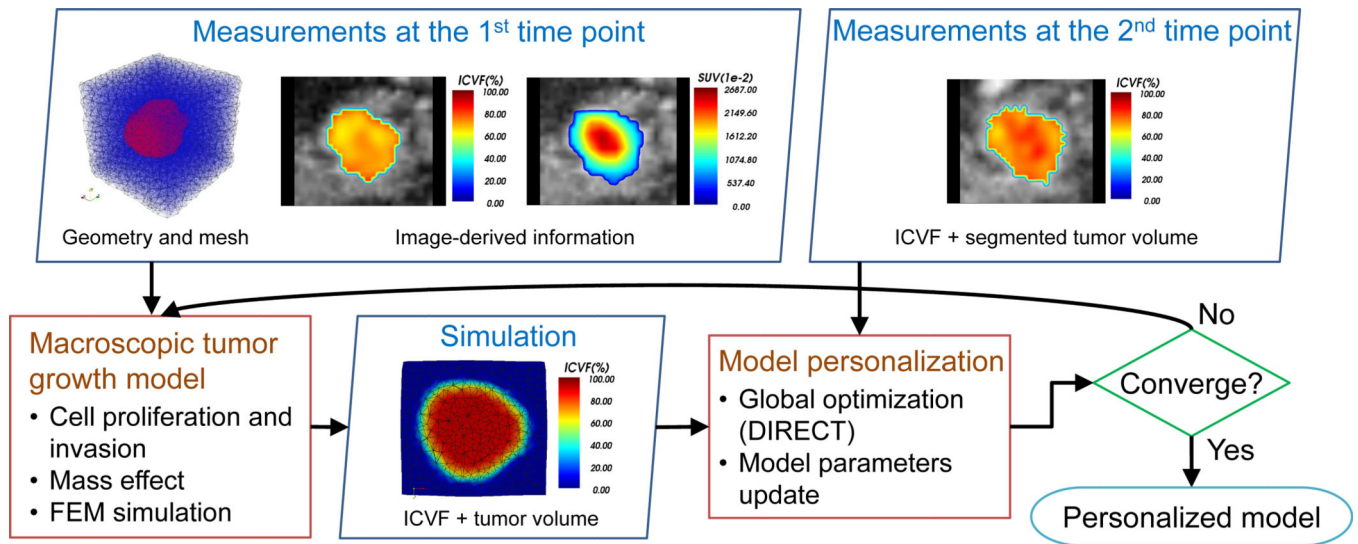 Measurements at the 1st time point
ICVF(%)
100.00
80.00
60.00
40.00
20.00
0.00
SUV(1e-2)
2687.00
2149.60
1612.20
1074.80
537.40
0.00
Geometry and mesh
Image-derived information
Measurements at the 2nd time point
ICVF(%)
100.00
80.00
60.00
40.00
20.00
0.00
ICVF + segmented tumor volume
Macroscopic tumor
growth model
• Cell proliferation and
invasion
• Mass effect
• FEM simulation
Simulation
ICVF(%)
100.00
80.00
60.00
40.00
20.00
0.00
ICVF + tumor volume
Model personalization
• Global optimization
(DIRECT)
• Model parameters
update
No
Converge?
Yes
Personalized model